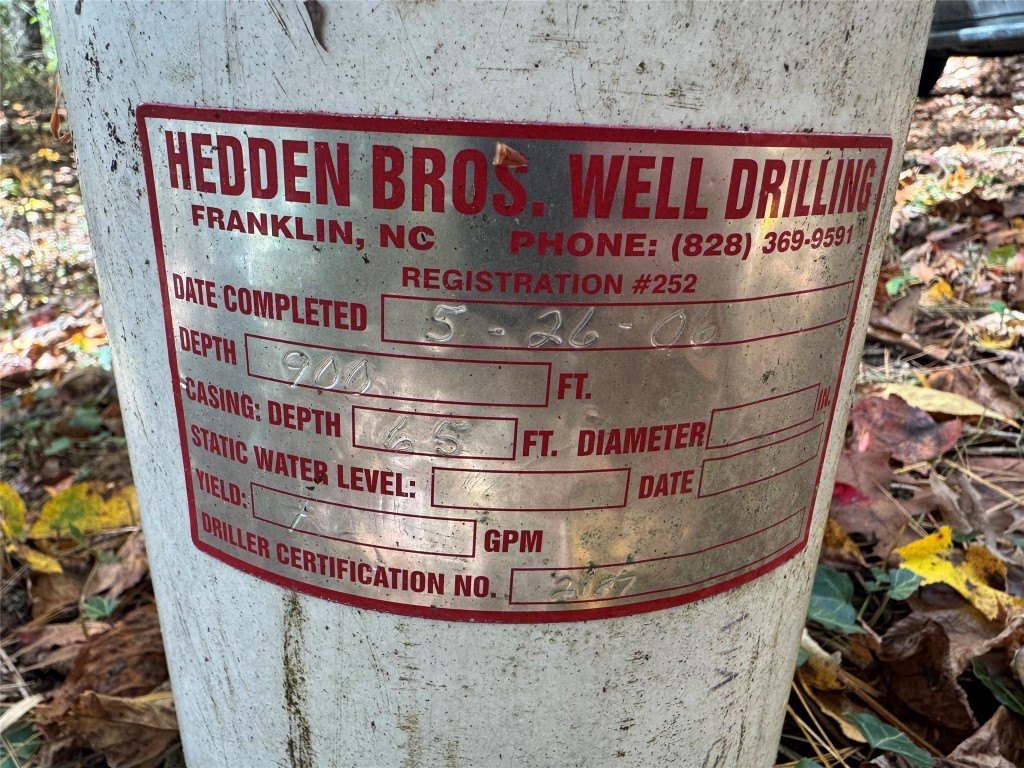 HEDDEN BROS. WELL DRILLING
FRANKLIN, NC PHONE: (828) 369-9591
REGISTRATION #252
DATE COMPLETED 5-26-06
DEPTH 900 FT.
CASING: DEPTH 65 FT. DIAMETER IN.
STATIC WATER LEVEL: DATE
YIELD: GPM
DRILLER CERTIFICATION NO.